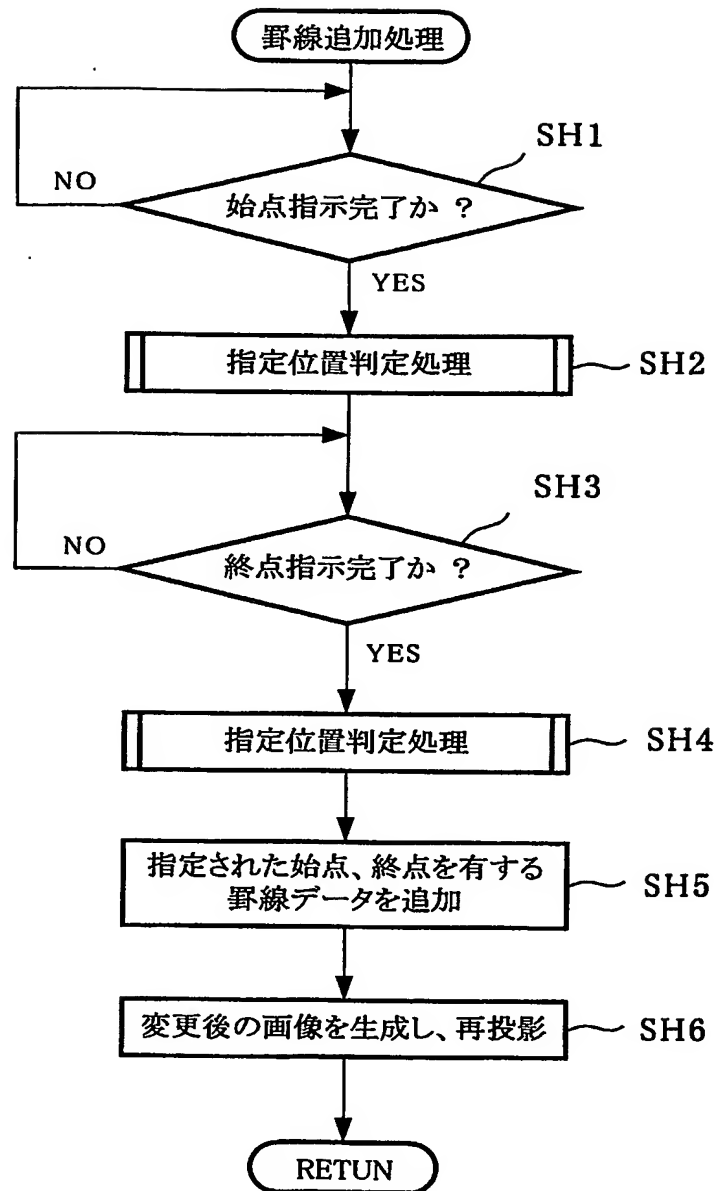 罫線追加処理
SH1
NO
始点指示完了か ?
YES
指定位置判定処理
SH2
SH3
NO
終点指示完了か ?
YES
指定位置判定処理
SH4
指定された始点、終点を有する
罫線データを追加
SH5
変更後の画像を生成し、再投影
SH6
RETUN